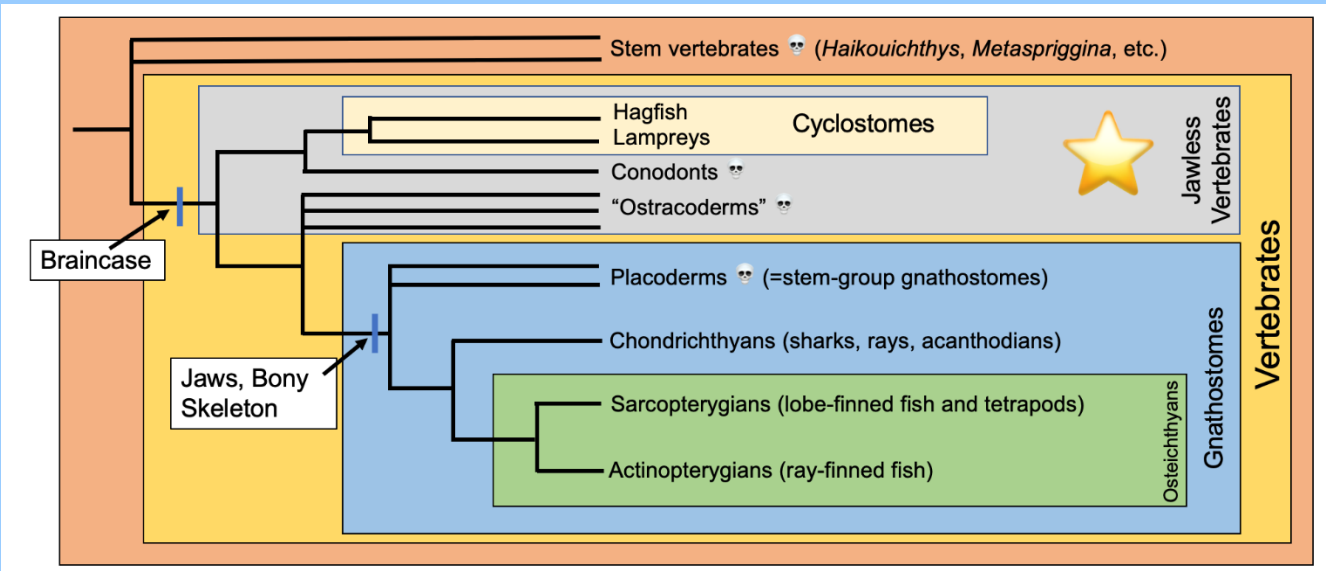 Stem vertebrates 💀 (Haikouichthys, Metaspriggina, etc.)
Hagfish
Lampreys
Cyclostomes
Conodonts 💀
“Ostracoderms” 💀
Jawless
Vertebrates
Braincase
Placoderms 💀 (=stem-group gnathostomes)
Chondrichthyans (sharks, rays, acanthodians)
Jaws, Bony
Skeleton
Sarcopterygians (lobe-finned fish and tetrapods)
Actinopterygians (ray-finned fish)
Osteichthyans
Gnathostomes
Vertebrates